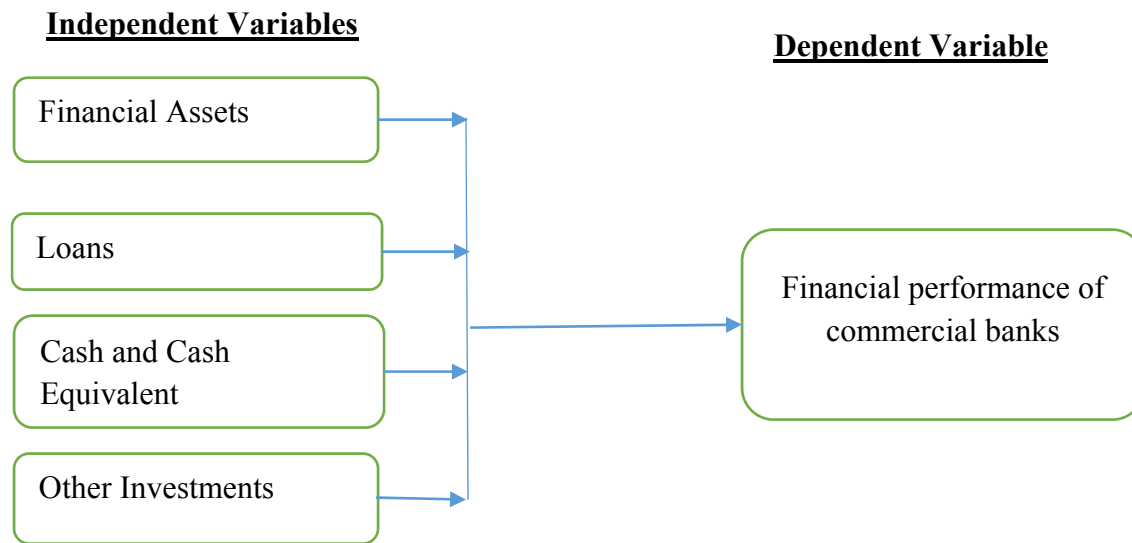 Independent Variables
Dependent Variable
Financial Assets
Loans
Cash and Cash
Equivalent
Other Investments
Financial performance of
commercial banks